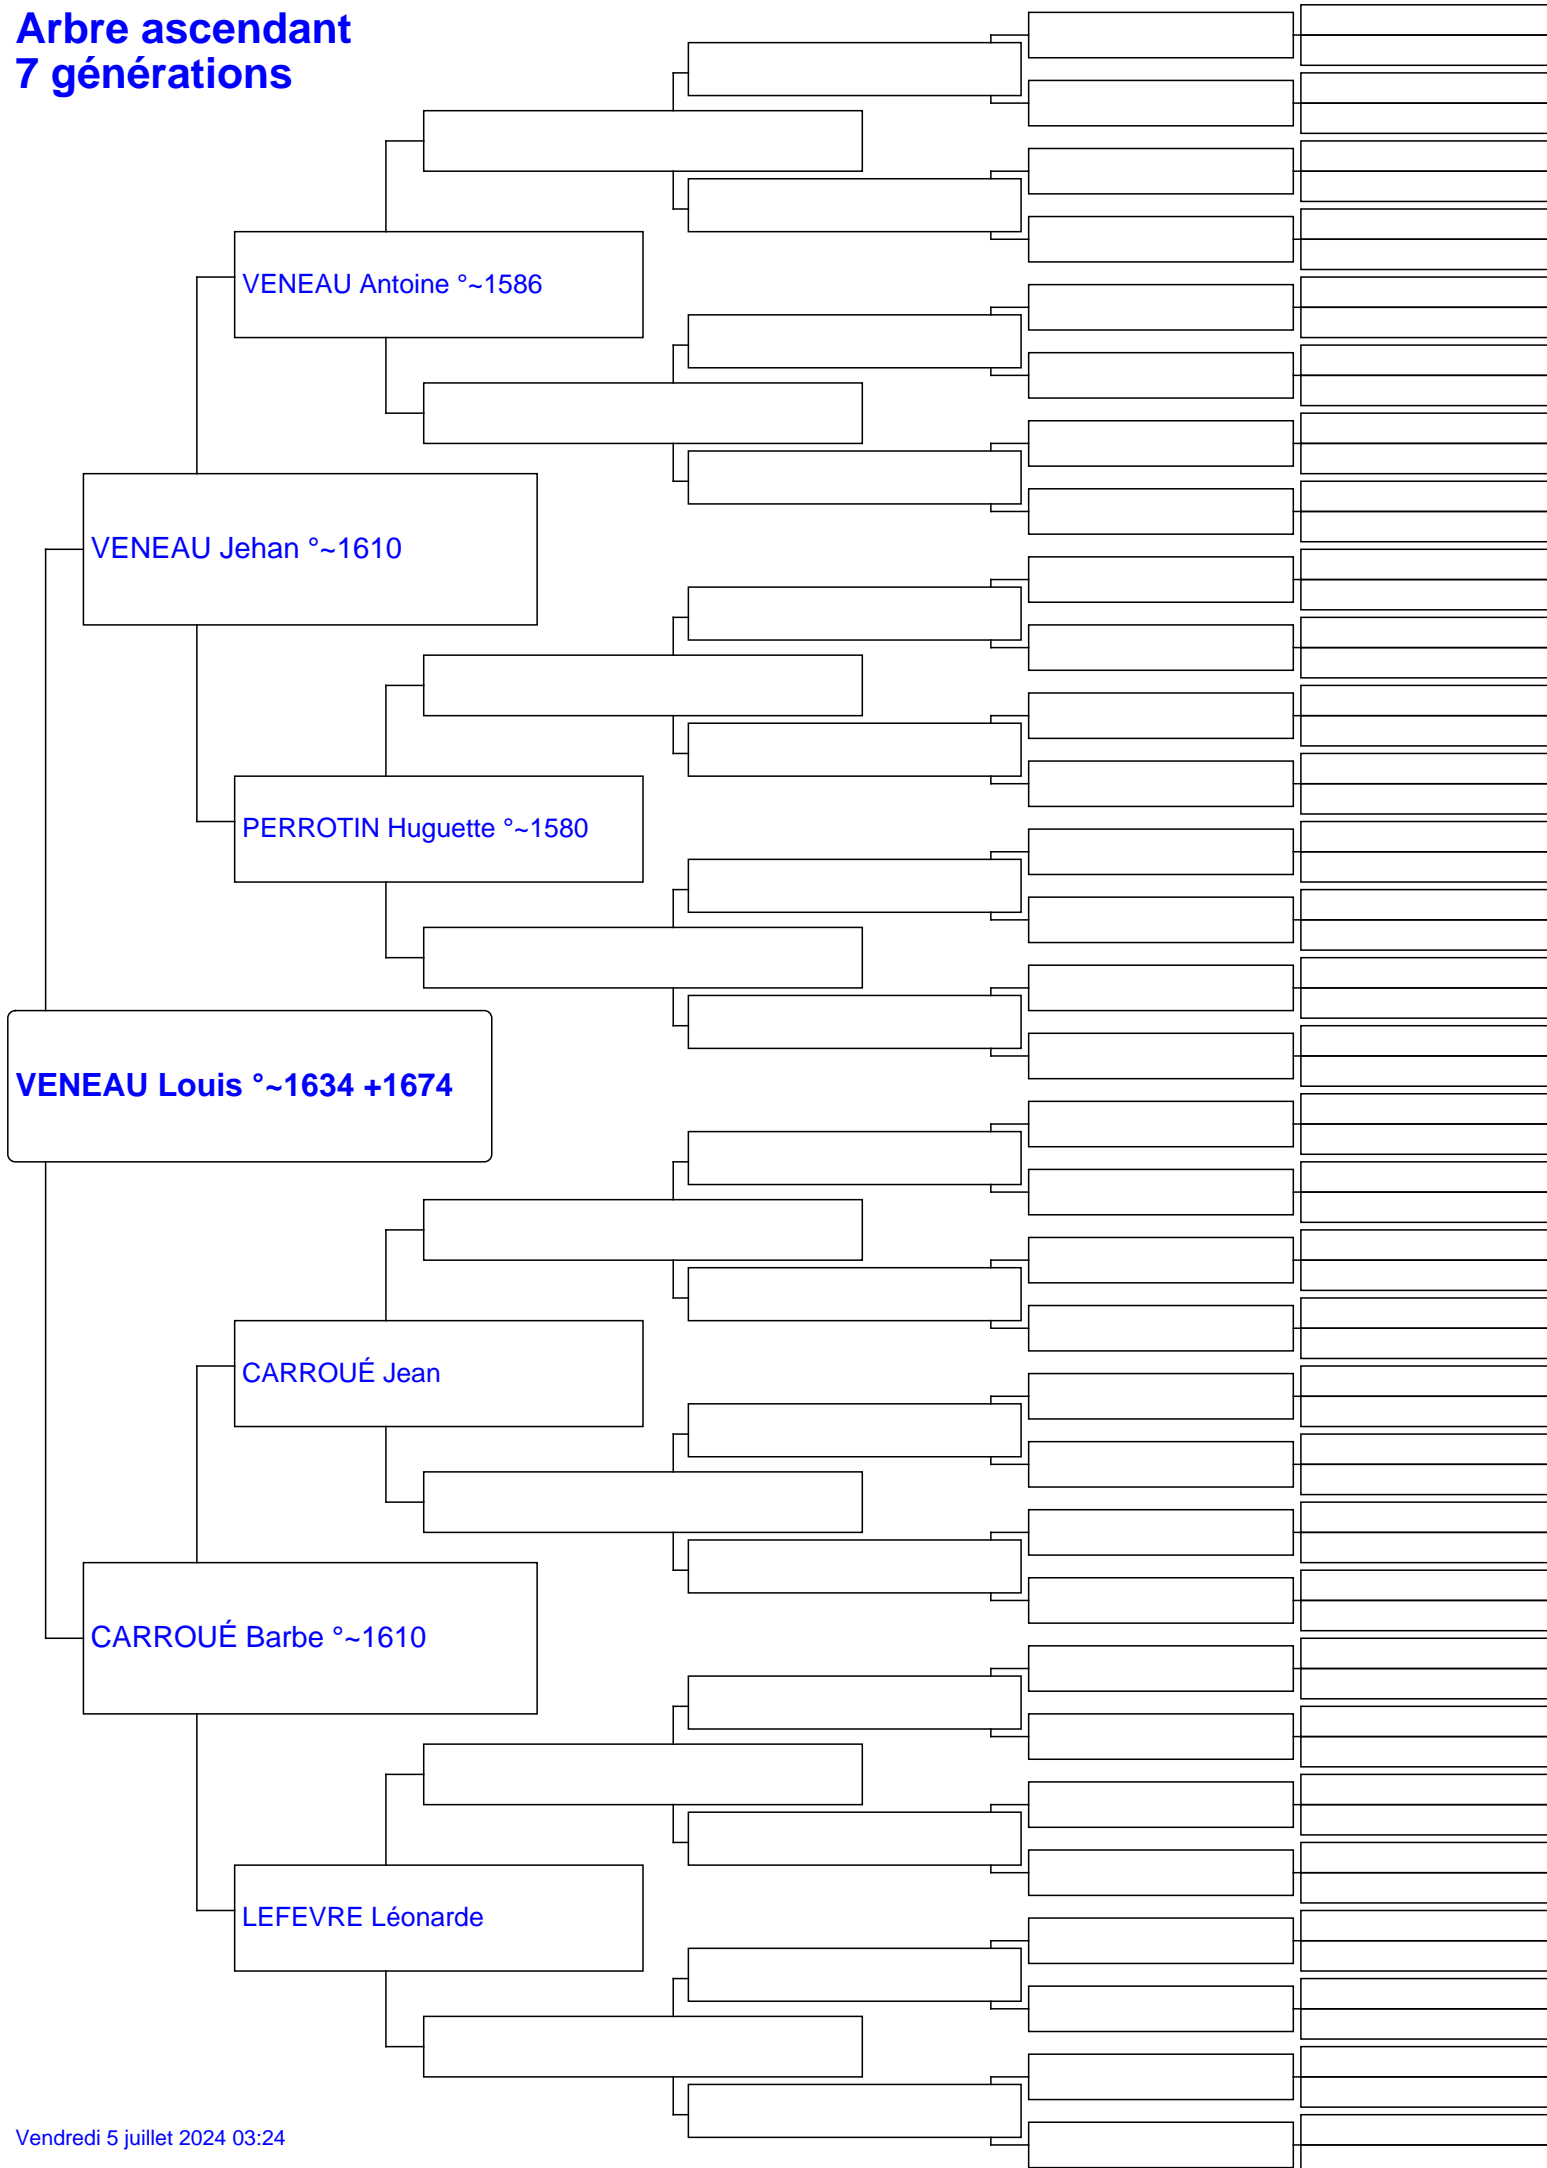 Arbre ascendant
7 générations
VENEAU Antoine °~1586
VENEAU Jehan °~1610
PERROTIN Huguette °~1580
VENEAU Louis °~1634 +1674
CARROUÉ Jean
CARROUÉ Barbe °~1610
LEFEVRE Léonarde
Vendredi 5 juillet 2024 03:24